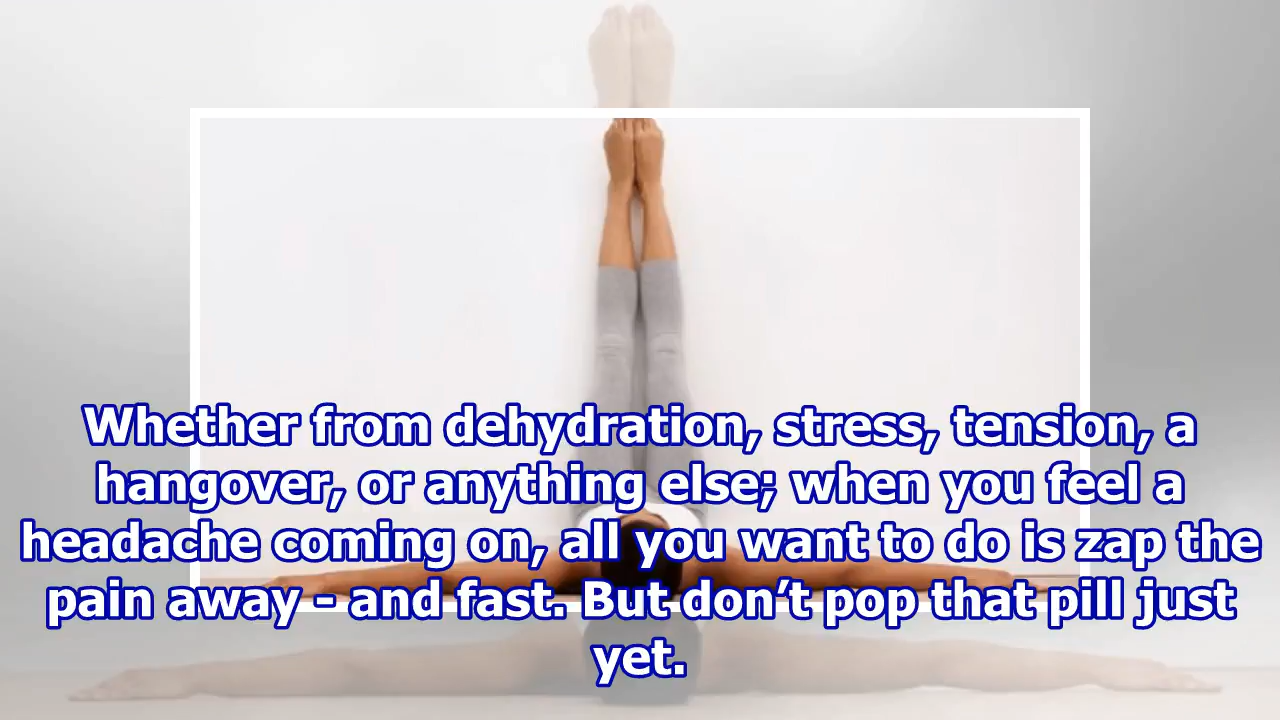 Whether from dehydration, stress, tension, a
hangover, or anything else; when you feel a
headache coming on, all you want to do is zap the
pain away - and fast. But don’t pop that pill just
yet.